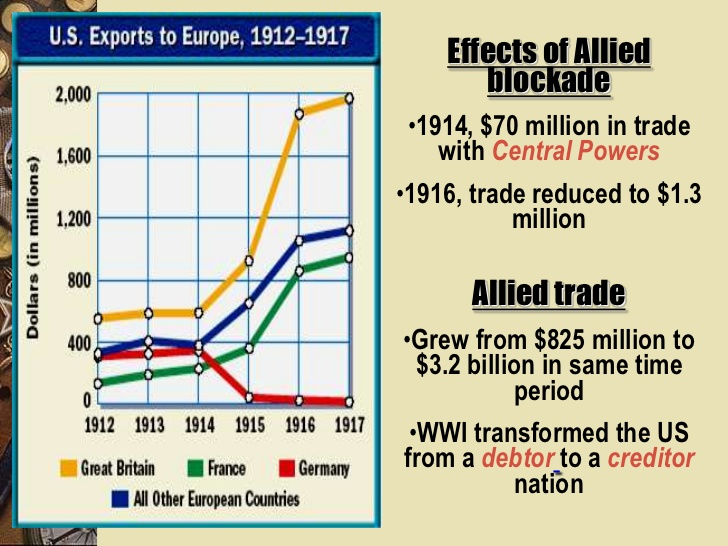 U.S. Exports to Europe, 1912–1917
Dollars (in millions)
2,000
1,600
1,200
800
400
0
1912 1913 1914 1915 1916 1917
Great Britain France Germany
All Other European Countries
Effects of Allied
blockade
•1914, $70 million in trade
with Central Powers
•1916, trade reduced to $1.3
million
Allied trade
•Grew from $825 million to
$3.2 billion in same time
period
•WWI transformed the US
from a debtor to a creditor
nation